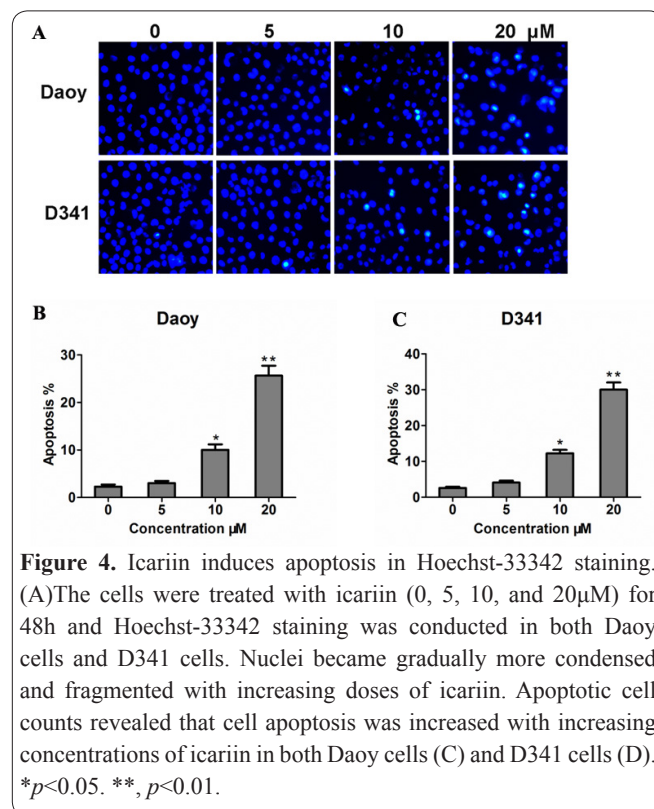 A
0 5 10 20 µM
Daoy
D341
B
Daoy
Apoptosis %
30
20
10
0
*
**
0 5 10 20
Concentration µM
C
D341
Apoptosis %
40
30
20
10
0
*
**
0 5 10 20
Concentration µM
Figure 4. Icariin induces apoptosis in Hoechst-33342 staining.
(A)The cells were treated with icariin (0, 5, 10, and 20µM) for
48h and Hoechst-33342 staining was conducted in both Daoy
cells and D341 cells. Nuclei became gradually more condensed
and fragmented with increasing doses of icariin. Apoptotic cell
counts revealed that cell apoptosis was increased with increasing
concentrations of icariin in both Daoy cells (C) and D341 cells (D).
*p<0.05. **, p<0.01.